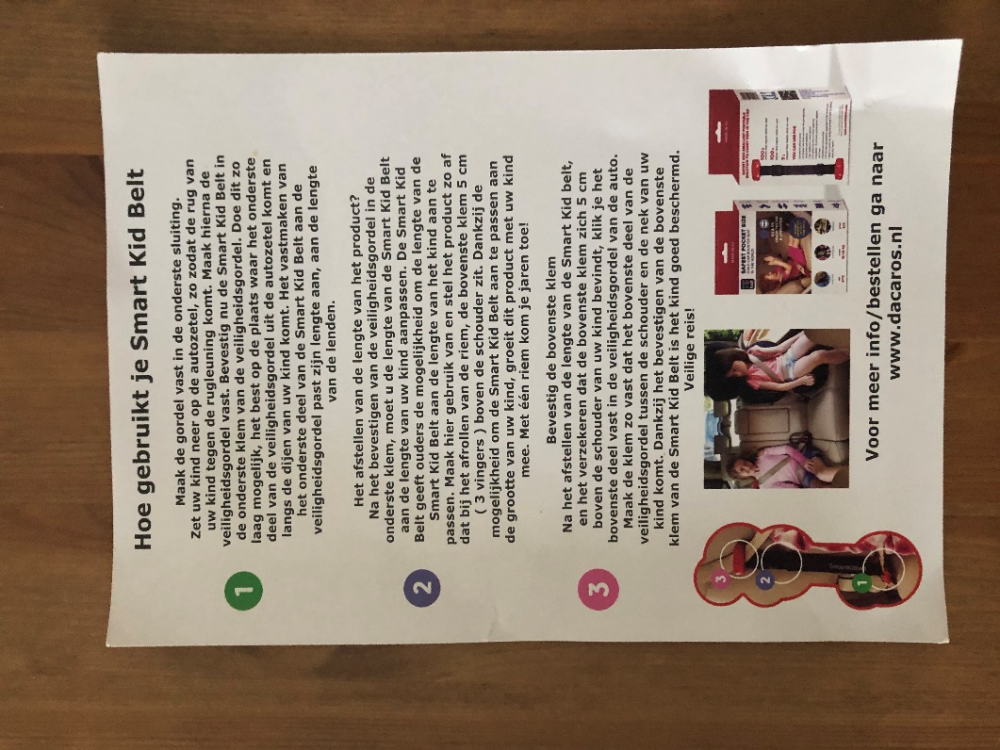 Hoe gebruikt je Smart Kid Belt
1
Maak de gordel vast in de onderste sluiting.
Zet uw kind neer op de autozetel, zo zodat de rug van
uw kind tegen de rugleuning komt. Maak hierna de
veiligheidsgordel vast. Bevestig nu de Smart Kid Belt in
de onderste klem van de veiligheidsgordel. Doe dit zo
laag mogelijk, het best op de plaats waar het onderste
deel van de veiligheidsgordel uit de autozetel komt en
langs de dijen van uw kind komt. Het vastmaken van
het onderste deel van de Smart Kid Belt aan de
veiligheidsgordel past zijn lengte aan, aan de lengte
van de lenden.
2
Het afstellen van de lengte van het product?
Na het bevestigen van de veiligheidsgordel in de
onderste klem, moet u de lengte van de Smart Kid Belt
aan de lengte van uw kind aanpassen. De Smart Kid
Belt geeft ouders de mogelijkheid om de lengte van de
Smart Kid Belt aan de lengte van het kind aan te
passen. Maak hier gebruik van en stel het product zo af
dat bij het afrollen van de riem, de bovenste klem 5 cm
( 3 vingers ) boven de schouder zit. Dankzij de
mogelijkheid om de Smart Kid Belt aan te passen aan
de grootte van uw kind, groeit dit product met uw kind
mee. Met één riem kom je jaren toe!
3
Bevestig de bovenste klem
Na het afstellen van de lengte van de Smart Kid belt,
en het verzekeren dat de bovenste klem zich 5 cm
boven de schouder van uw kind bevindt, klik je het
bovenste deel vast in de veiligheidsgordel van de auto.
Maak de klem zo vast dat het bovenste deel van de
veiligheidsgordel tussen de schouder en de nek van uw
kind komt. Dankzij het bevestigen van de bovenste
klem van de Smart Kid Belt is het kind goed beschermd.
Veilige reis!
3
2
1
SAFEST POCKET SIZE
Voor meer info/bestellen ga naar
www.dacaros.nl